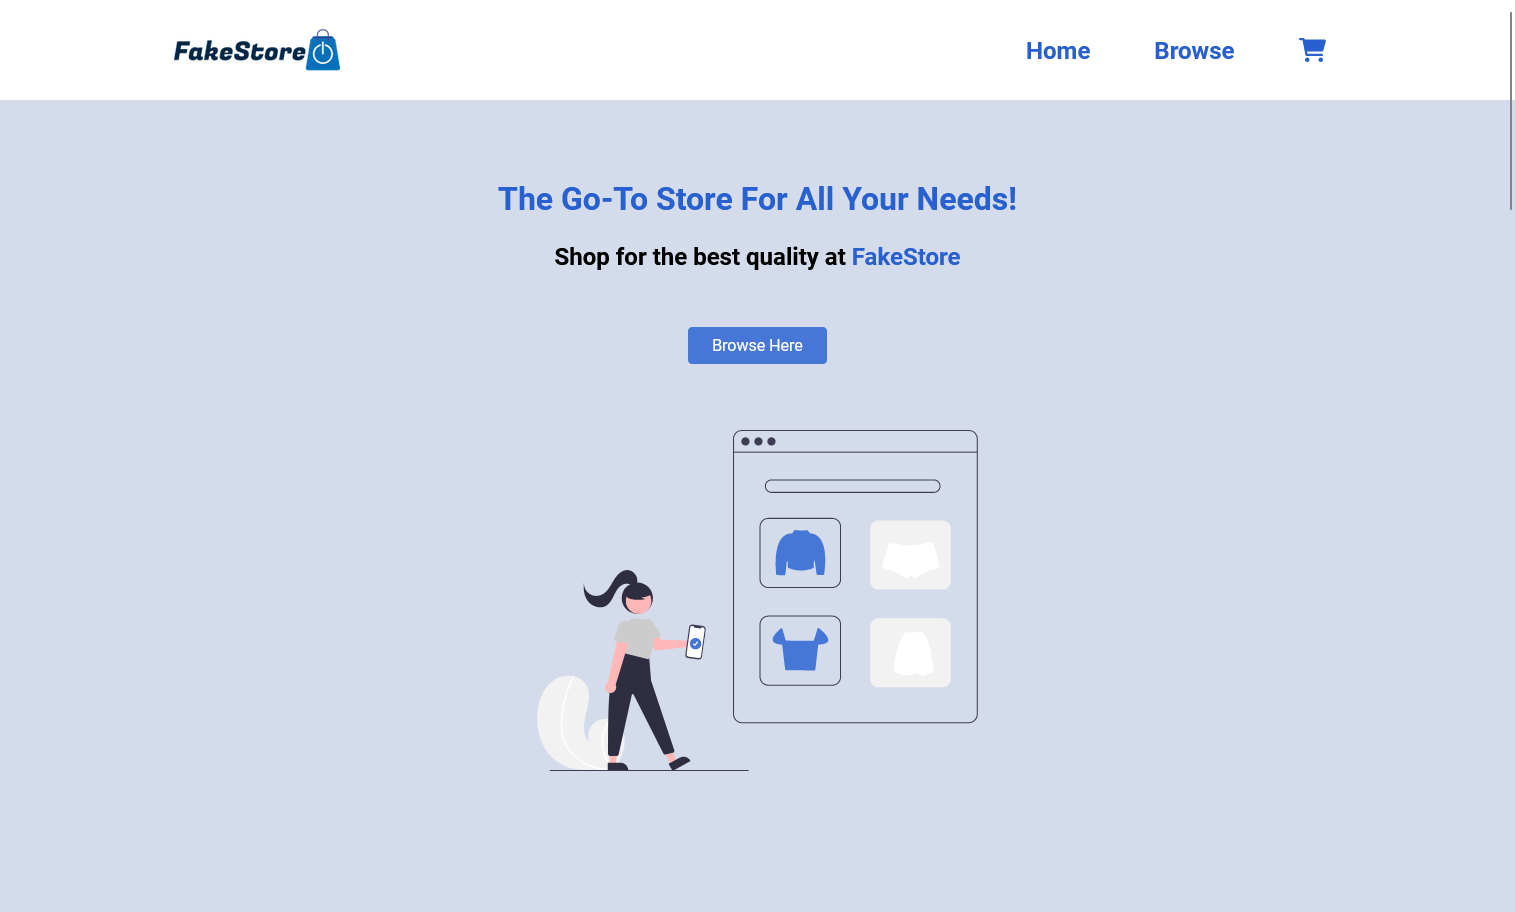 FakeStore
Home
Browse
The Go-To Store For All Your Needs!
Shop for the best quality at FakeStore
Browse Here